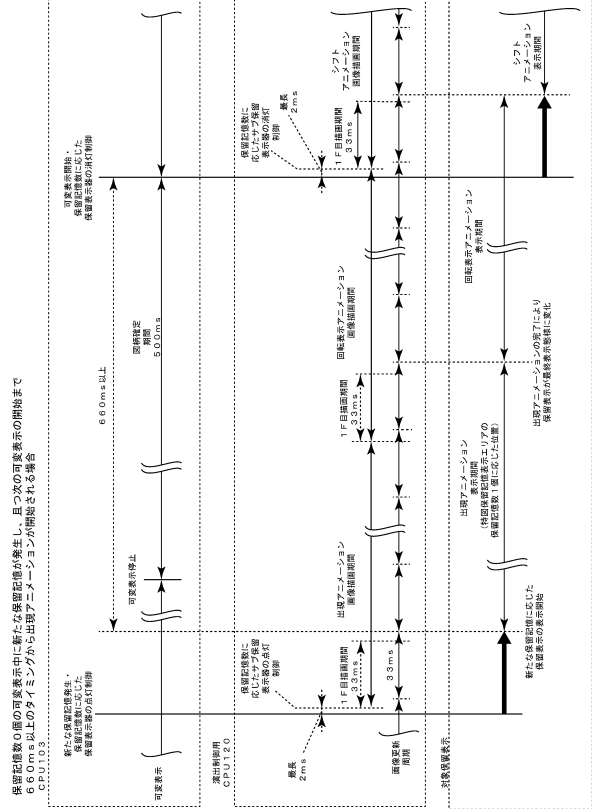 保留記憶数０個の可変表示中に新たな保留記憶が発生し、且つ次の可変表示の開始まで
６６０ｍｓ以上のタイミングから出現アニメーションが開始される場合
ＣＰＵ１０３
新たな保留記憶発生・
保留記憶数に応じた
保留表示器の点灯制御
６６０ｍｓ以上
可変表示開始・
保留記憶数に応じた
保留表示器の消灯制御
可変表示
可変表示停止
図柄確定
期間
５００ｍｓ
演出制御用
ＣＰＵ１２０
最長
２ｍｓ
保留記憶数に
応じたサブ保留
表示器の点灯
制御
保留記憶数に
応じたサブ保留
表示器の消灯
制御
最長
２ｍｓ
１Ｆ目描画期間
３３ｍｓ
出現アニメーション
画像描画期間
１Ｆ目描画期間
３３ｍｓ
回転表示アニメーション
画像描画期間
１Ｆ目描画期間
３３ｍｓ
シフト
アニメーション
画像描画期間
画像更新
周期
３３ｍｓ
対象保留表示
新たな保留記憶に応じた
保留表示の表示開始
出現アニメーション
表示期間
（特図保留記憶表示エリアの
保留記憶数１個に応じた位置）
出現アニメーションの完了により
保留表示が最終表示態様に変化
回転表示アニメーション
表示期間
シフト
アニメーション
表示期間